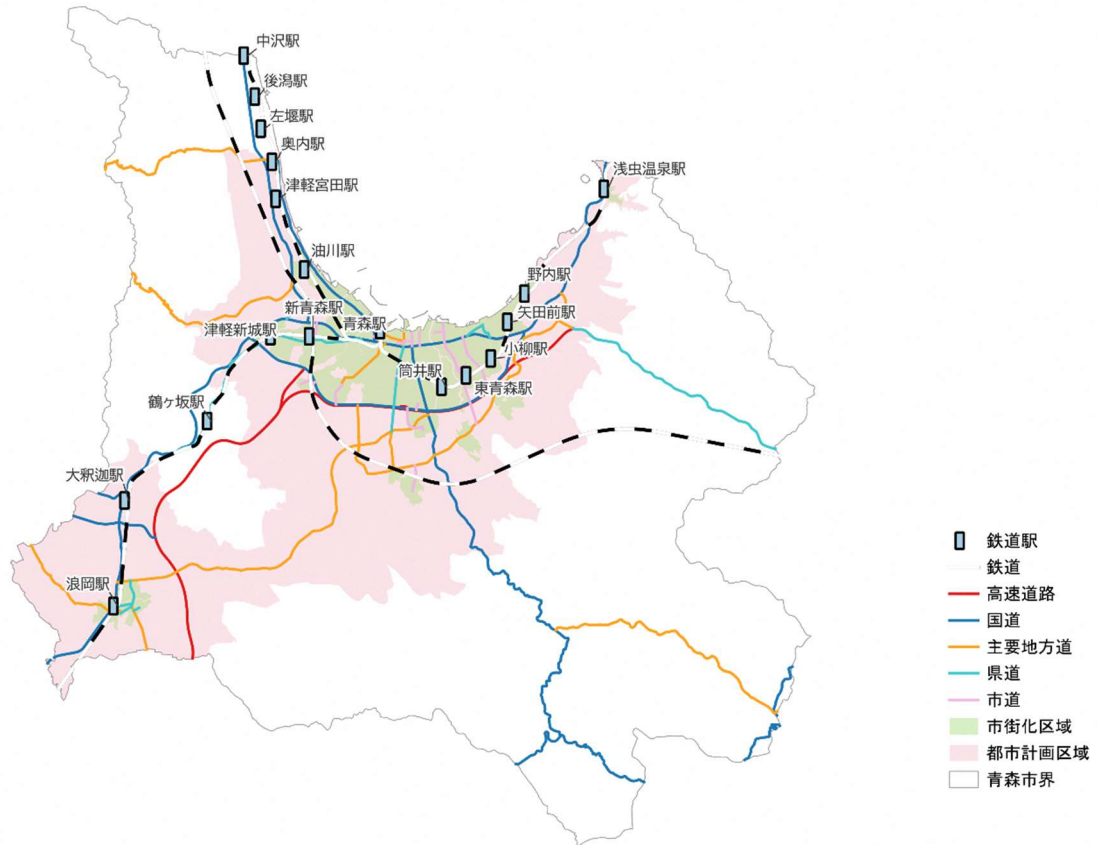 中沢駅
後潟駅
左堰駅
奥内駅
津軽宮田駅
浅虫温泉駅
油川駅
野内駅
新青森駅
矢田前駅
青森駅
津軽新城駅
小柳駅
筒井駅
東青森駅
鶴ヶ坂駅
大釈迦駅
浪岡駅
鉄道駅
鉄道
高速道路
国道
主要地方道
県道
市道
市街化区域
都市計画区域
青森市界